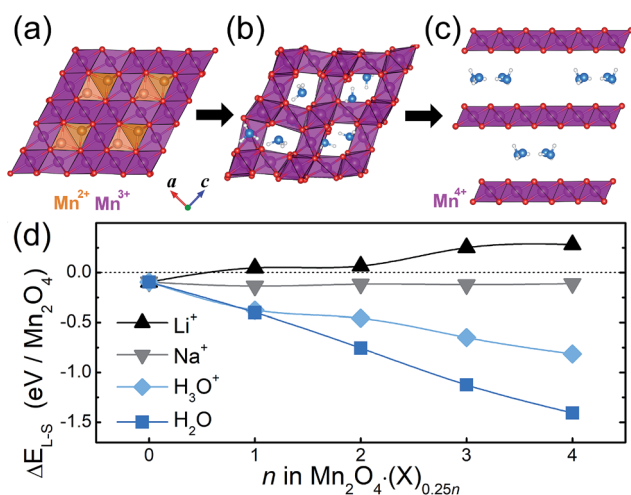 (a)
(b)
(c)
Mn²⁺ Mn³⁺
a c
Mn⁴⁺
(d)
0.0
-0.5
-1.0
-1.5
ΔE_L-S (eV / Mn₂O₄)
Li⁺
Na⁺
H₃O⁺
H₂O
0 1 2 3 4
n in Mn₂O₄·(X)₀.₂₅ₙ